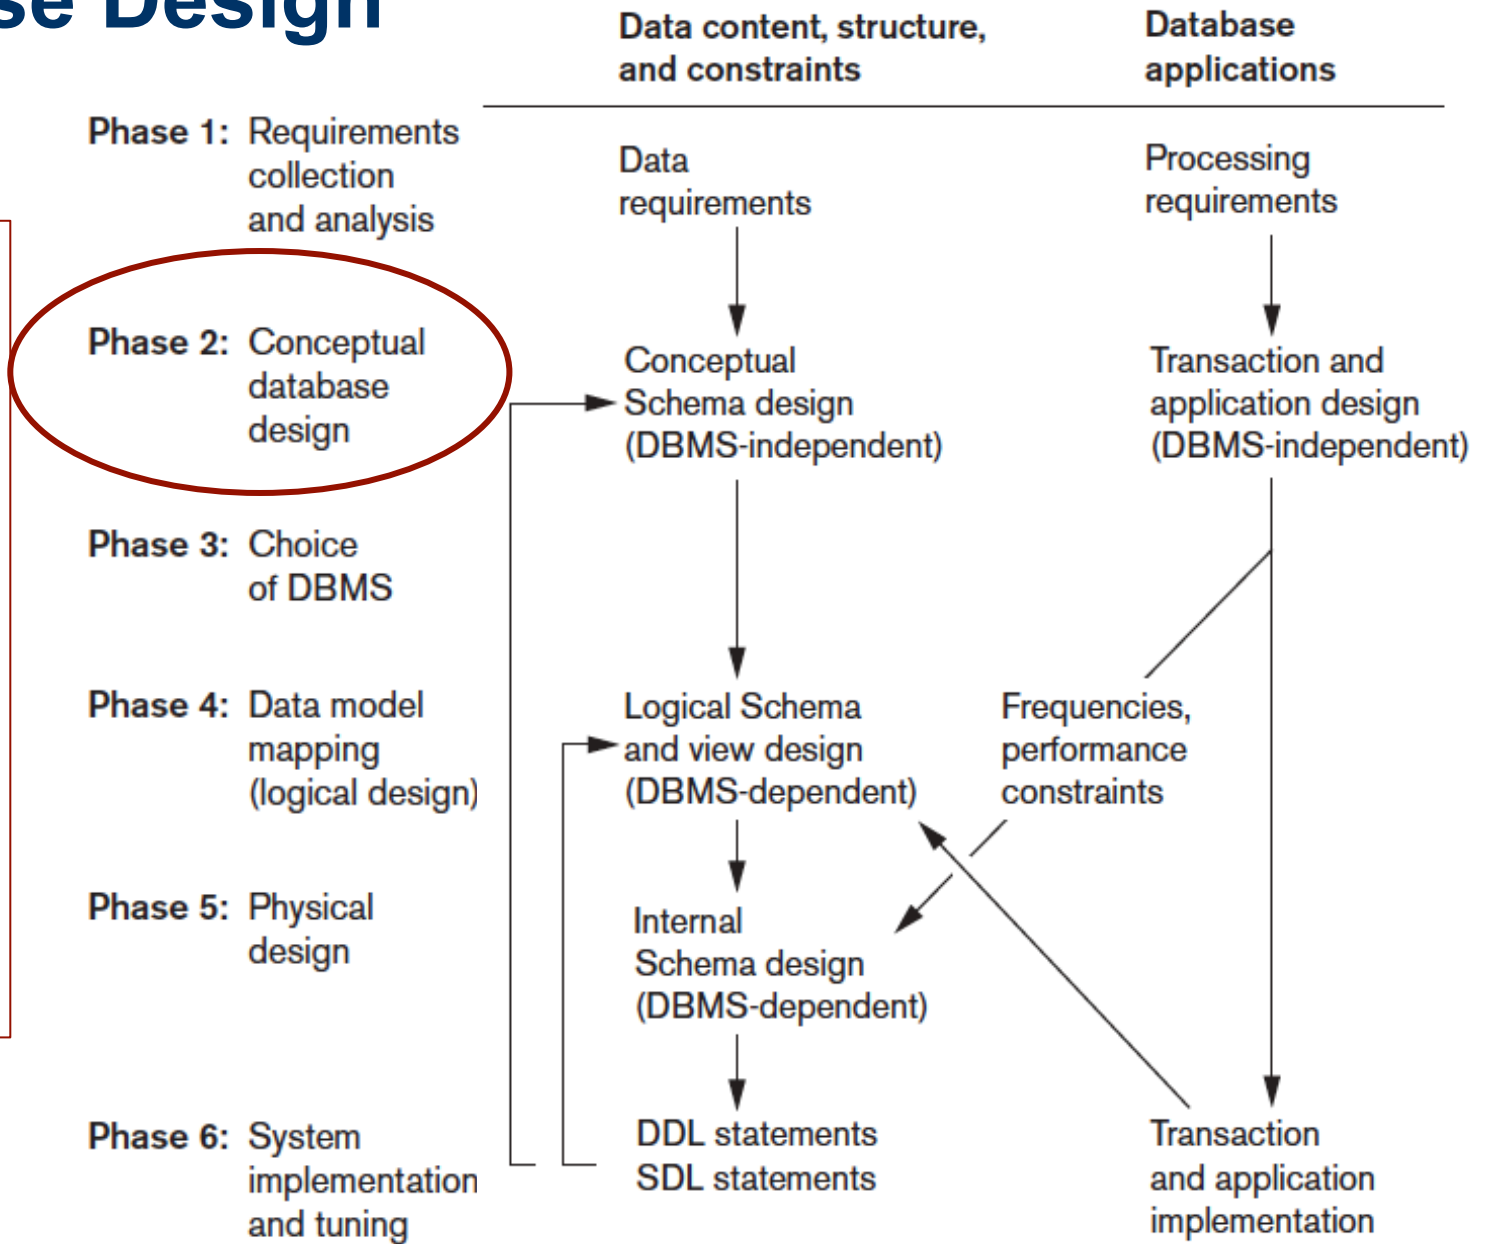 se Design
Data content, structure,
and constraints
Database
applications
Phase 1: Requirements
collection
and analysis
Data
requirements
Processing
requirements
Phase 2: Conceptual
database
design
Conceptual
Schema design
(DBMS-independent)
Transaction and
application design
(DBMS-independent)
Phase 3: Choice
of DBMS
Phase 4: Data model
mapping
(logical design)
Logical Schema
and view design
(DBMS-dependent)
Frequencies,
performance
constraints
Phase 5: Physical
design
Internal
Schema design
(DBMS-dependent)
Phase 6: System
implementation
and tuning
DDL statements
SDL statements
Transaction
and application
implementation